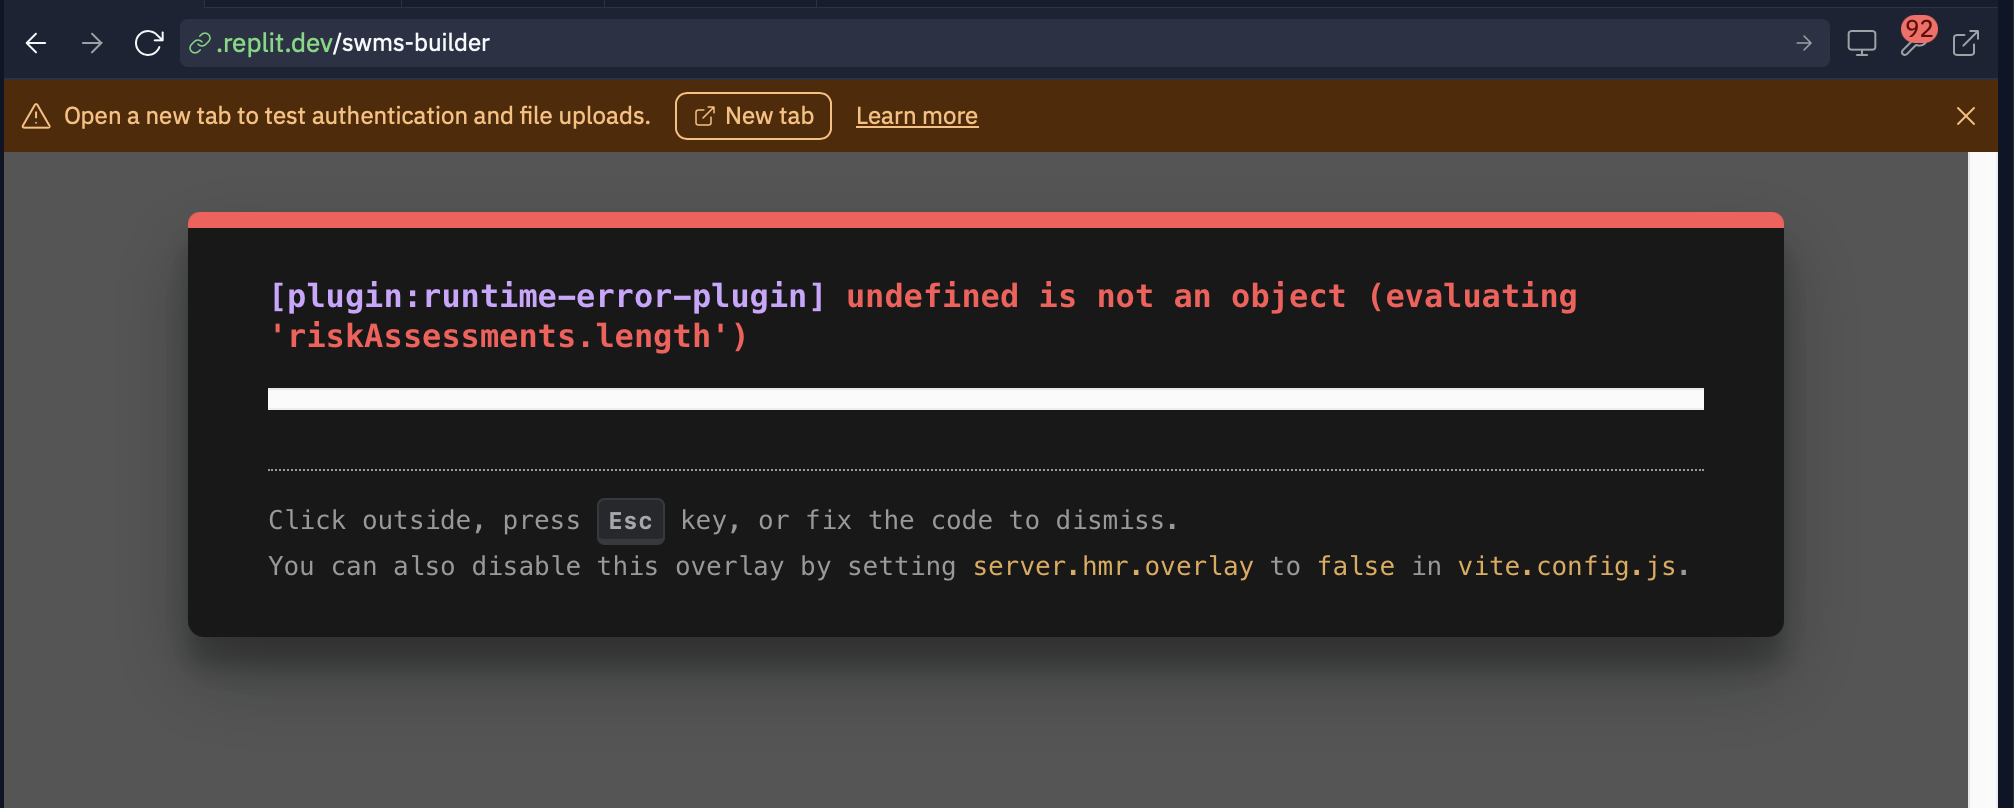 .replit.dev/swms-builder
92
Open a new tab to test authentication and file uploads. New tab Learn more
[plugin:runtime-error-plugin] undefined is not an object (evaluating
'riskAssessments.length')
Click outside, press Esc key, or fix the code to dismiss.
You can also disable this overlay by setting server.hmr.overlay to false in vite.config.js.